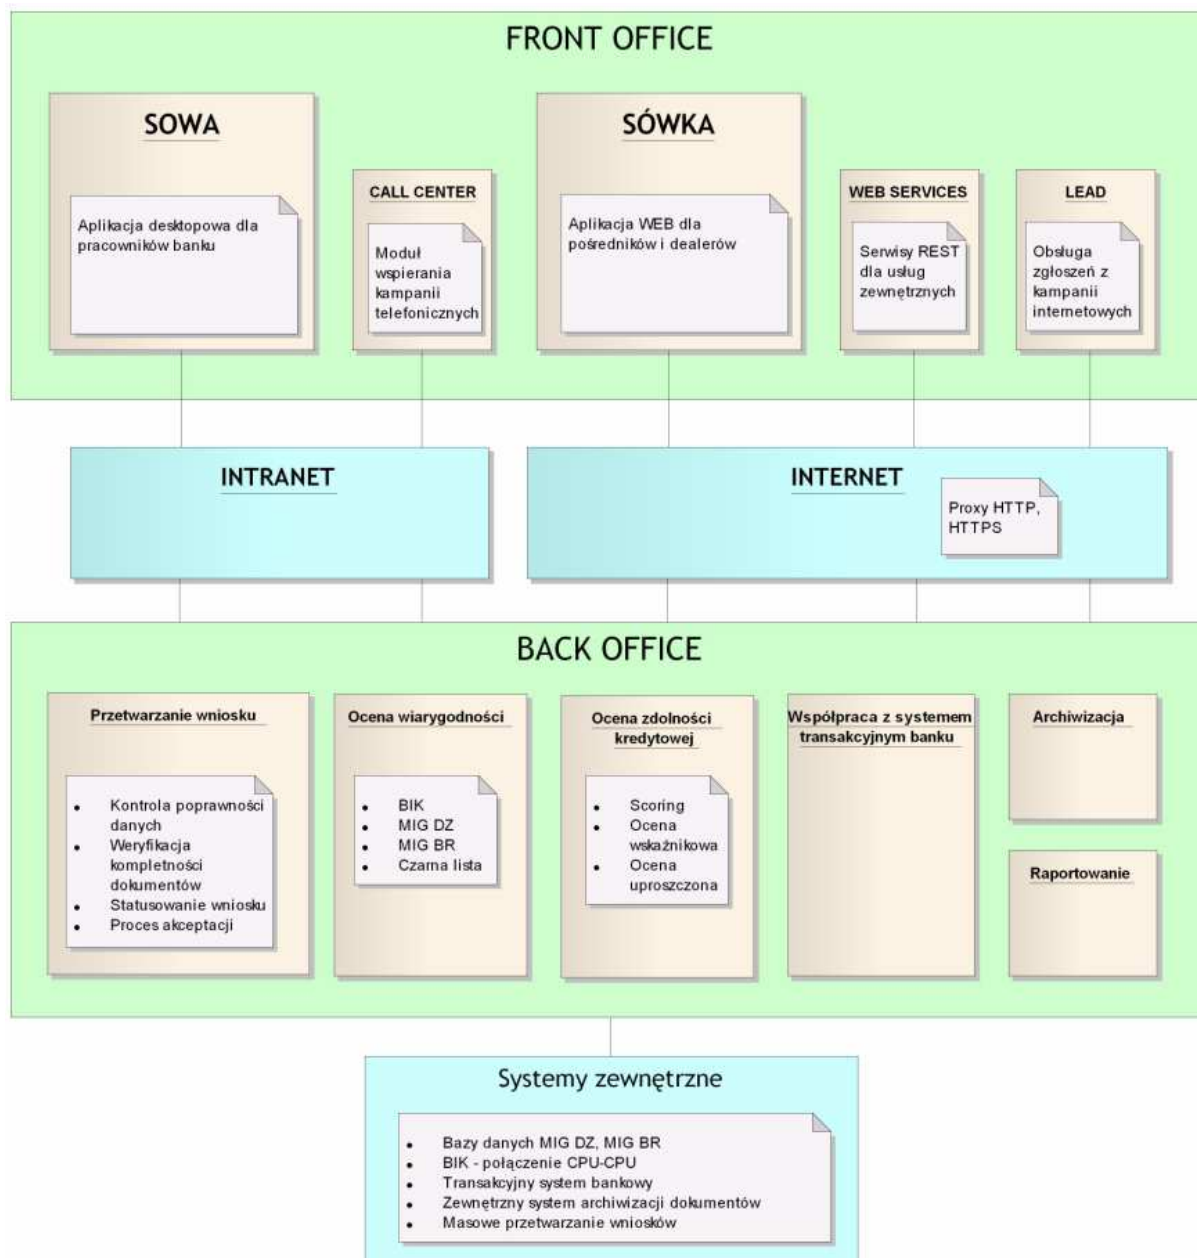 FRONT OFFICE
SOWA
Aplikacja desktopowa dla
pracowników banku
CALL CENTER
Moduł
wspierania
kampanii
telefonicznych
SÓWKA
Aplikacja WEB dla
pośredników i dealerów
WEB SERVICES
Serwisy REST
dla usług
zewnętrznych
LEAD
Obsługa
zgłoszeń z
kampanii
internetowych
INTRANET
INTERNET
Proxy HTTP,
HTTPS
BACK OFFICE
Przetwarzanie wniosku
• Kontrola poprawności
danych
• Weryfikacja
kompletności
dokumentów
• Statusowanie wniosku
• Proces akceptacji
Ocena wiarygodności
• BIK
• MIG DZ
• MIG BR
• Czarna lista
Ocena zdolności
kredytowej
• Scoring
• Ocena
wskaźnikowa
• Ocena
uproszczona
Współpraca z systemem
transakcyjnym banku
Archiwizacja
Raportowanie
Systemy zewnętrzne
• Bazy danych MIG DZ, MIG BR
• BIK - połączenie CPU-CPU
• Transakcyjny system bankowy
• Zewnętrzny system archiwizacji dokumentów
• Masowe przetwarzanie wniosków